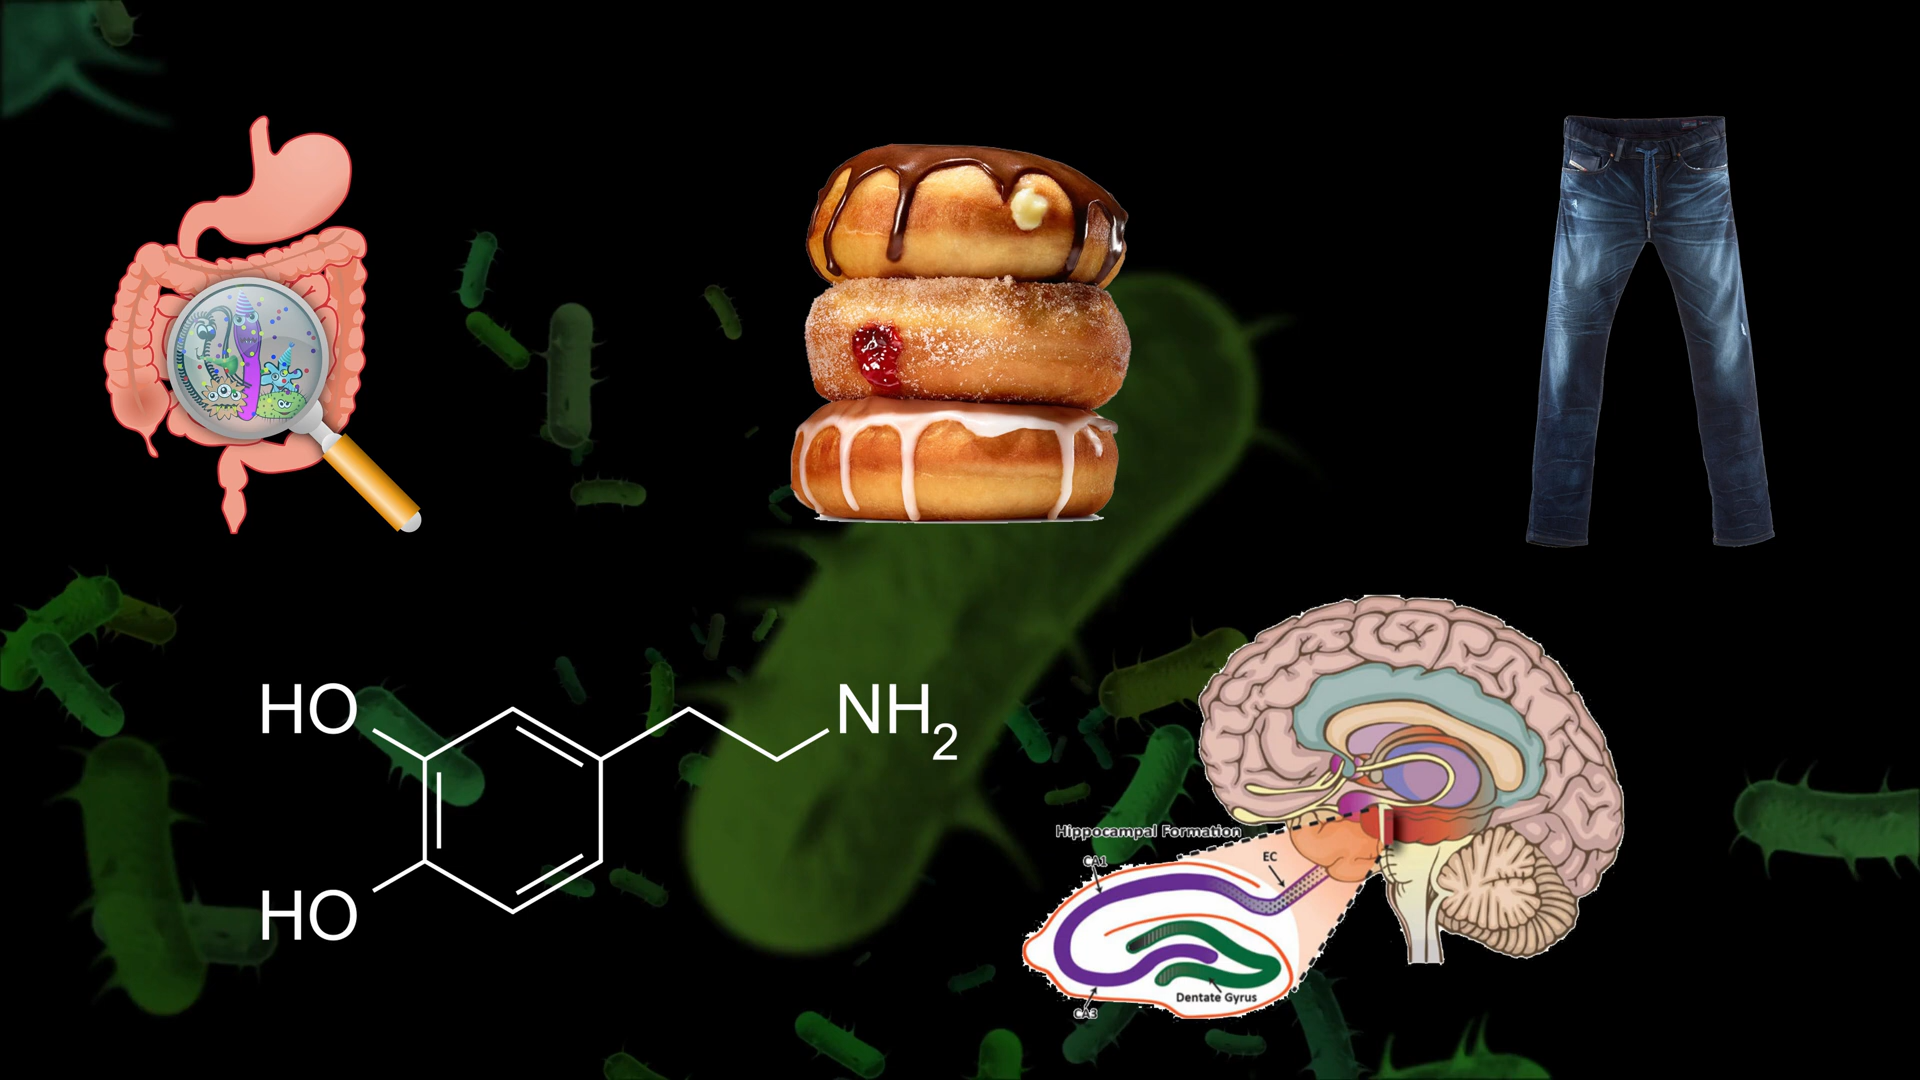 HO
NH2
HO
Hippocampal Formation
CA1
EC
Dentate Gyrus
CA3